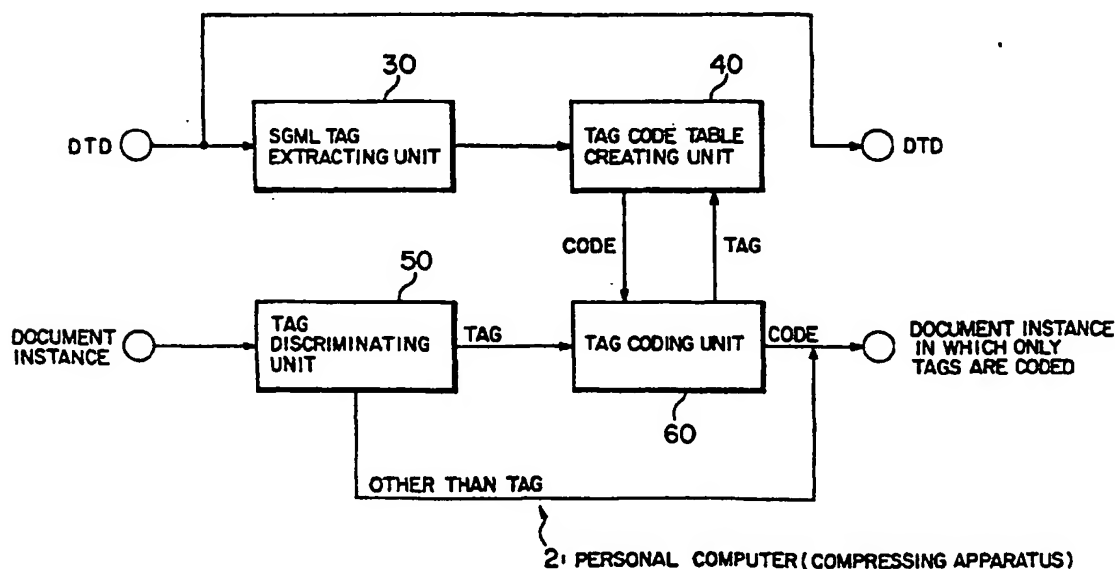 30
40
DTD
SGML TAG
EXTRACTING UNIT
TAG CODE TABLE
CREATING UNIT
DTD
CODE
TAG
50
DOCUMENT
INSTANCE
TAG
DISCRIMINATING
UNIT
TAG
TAG CODING UNIT
CODE
DOCUMENT INSTANCE
IN WHICH ONLY
TAGS ARE CODED
60
OTHER THAN TAG
2: PERSONAL COMPUTER (COMPRESSING APPARATUS)